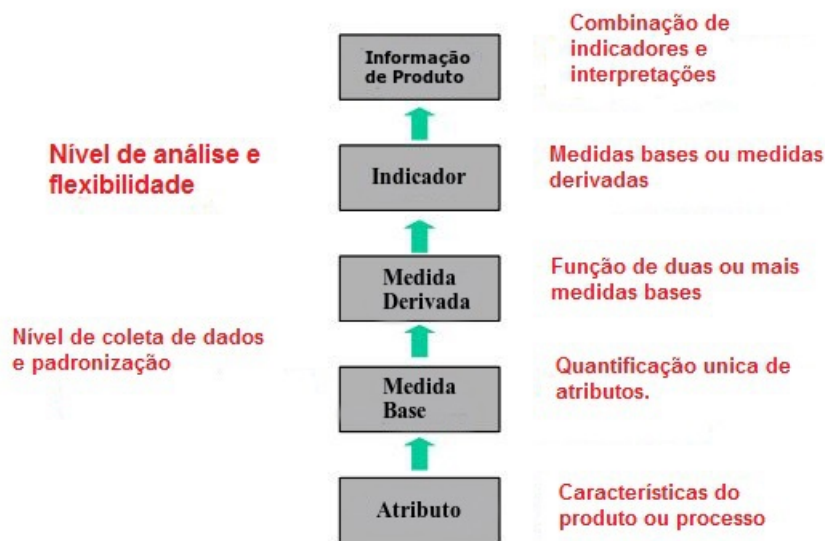 Informação
de Produto
Combinação de
indicadores e
interpretações
Nível de análise e
flexibilidade
Indicador
Medidas bases ou medidas
derivadas
Medida
Derivada
Função de duas ou mais
medidas bases
Nível de coleta de dados
e padronização
Medida
Base
Quantificação unica de
atributos.
Atributo
Características do
produto ou processo